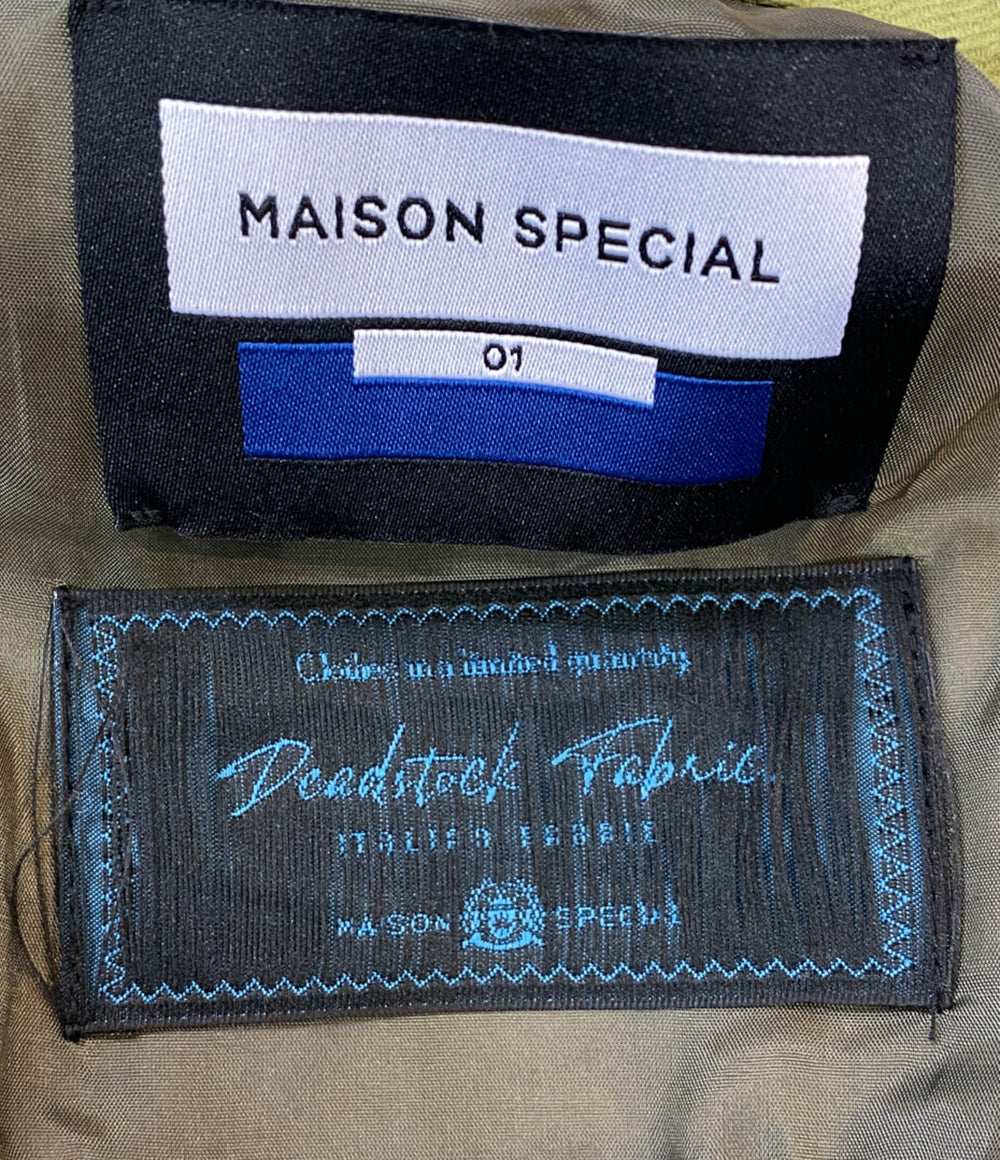 MAISON SPECIAL
01
Clothes in a limited quantity
Deadstock Fabric.
ITALIAN FABRIC
MAISON SPECIAL